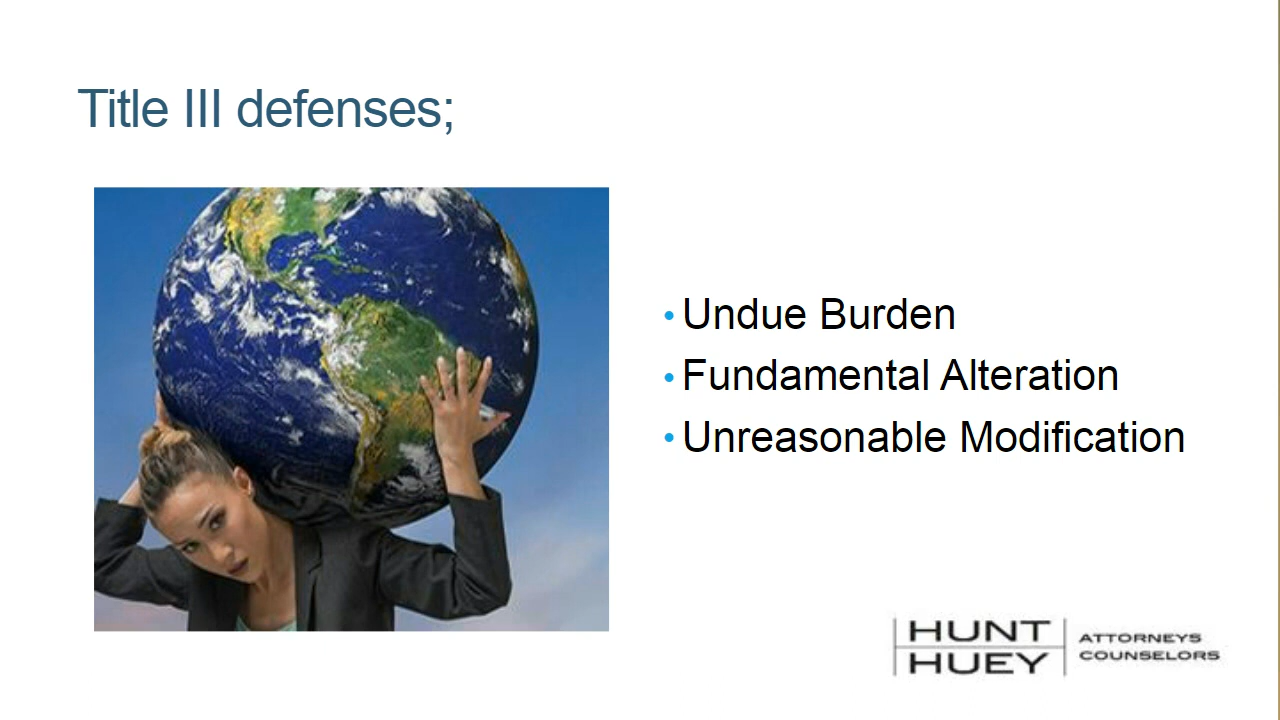 Title III defenses;
• Undue Burden
• Fundamental Alteration
• Unreasonable Modification
HUNT
HUEY
ATTORNEYS
COUNSELORS